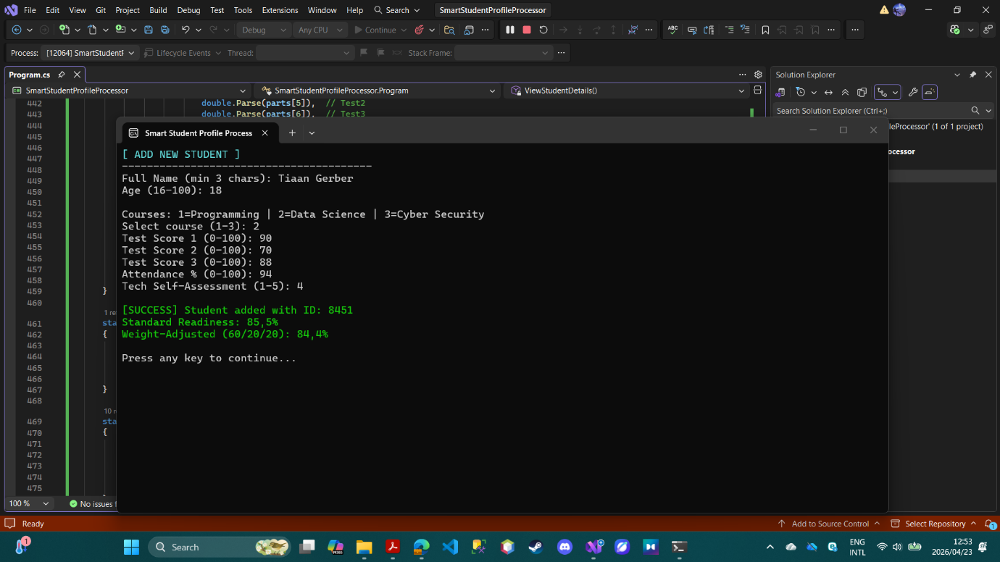 File Edit View Git Project Build Debug Test Tools Extensions Window Help Search SmartStudentProfileProcessor
Debug Any CPU Continue
Process: [12064] SmartStudentF Lifecycle Events Thread: Stack Frame:
Program.cs
SmartStudentProfileProcessor SmartStudentProfileProcessor.Program ViewStudentDetails()
Solution Explorer
Search Solution Explorer (Ctrl+;)
leProcessor' (1 of 1 project)
ocessor
442 double.Parse(parts[5]), // Test2
443 double.Parse(parts[6]), // Test3
444
445
446
447
448
449
450
451
452
453
454
455
456
457
458
459 }
460
1 re
461 sta
462 {
463
464
465
466
467 }
468
10 re
469 sta
470 {
471
472
473
474
475
Smart Student Profile Process
[ ADD NEW STUDENT ]
----------------------------------------
Full Name (min 3 chars): Tiaan Gerber
Age (16-100): 18
Courses: 1=Programming | 2=Data Science | 3=Cyber Security
Select course (1-3): 2
Test Score 1 (0-100): 90
Test Score 2 (0-100): 70
Test Score 3 (0-100): 88
Attendance % (0-100): 94
Tech Self-Assessment (1-5): 4
[SUCCESS] Student added with ID: 8451
Standard Readiness: 85,5%
Weight-Adjusted (60/20/20): 84,4%
Press any key to continue...
100 % No issues f
Ready Add to Source Control Select Repository 1
1 Search ENG INTL 12:53 2026/04/23